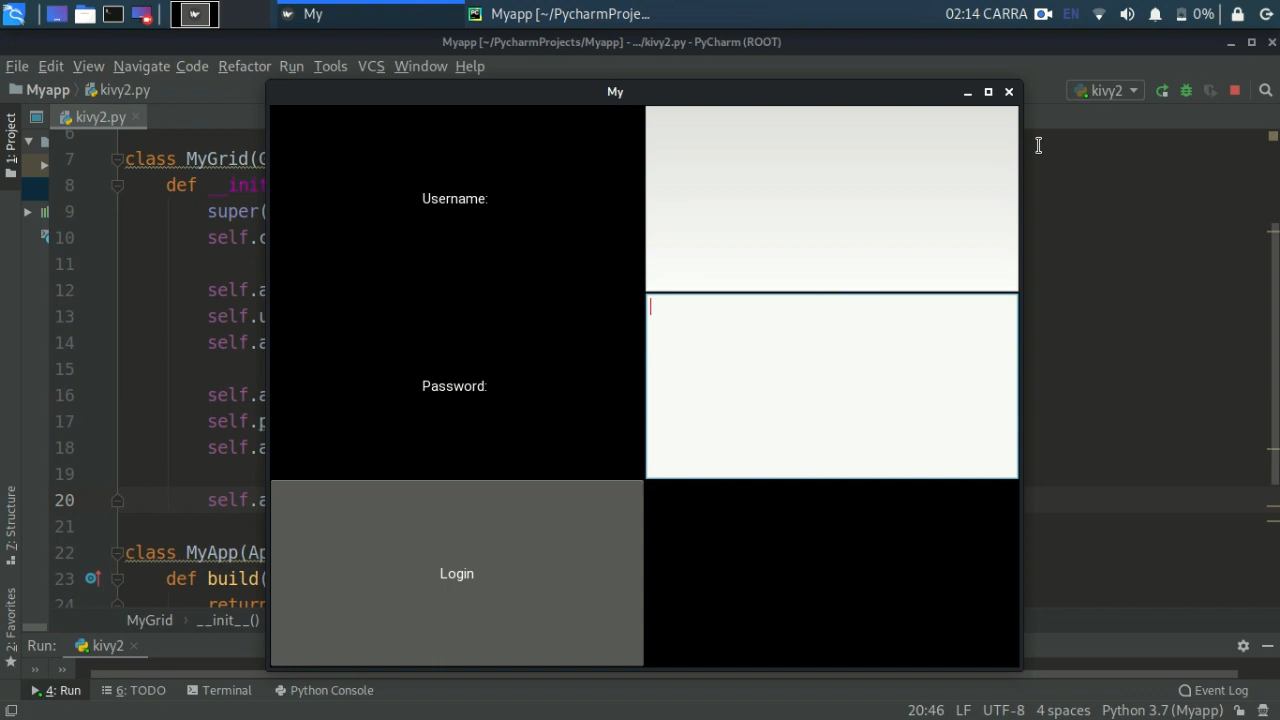 My
Myapp [~/PycharmProje...
02:14 CARRA
EN
0%
Myapp [~/PycharmProjects/Myapp] - .../kivy2.py - PyCharm (ROOT)
File Edit View Navigate Code Refactor Run Tools VCS Window Help
Myapp kivy2.py
kivy2
1: Project
kivy2.py
My
6
7 class MyGrid(
8 def __init
9 super(
10 self.c
11
12 self.a
13 self.u
14 self.a
15
16 self.a
17 self.p
18 self.a
19
20 self.a
21
22 class MyApp(Ap
23 def build(
24 return
Username:
Password:
Login
7: Structure
2: Favorites
MyGrid › __init__()
Run: kivy2
» »
4: Run 6: TODO Terminal Python Console Event Log
20:46 LF UTF-8 4 spaces Python 3.7 (Myapp)